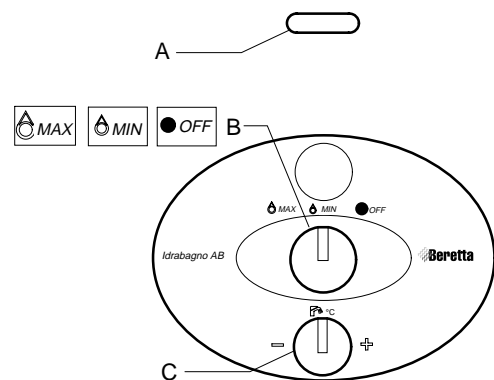 A
MAX MIN OFF B
MAX MIN OFF
Idrabagno AB Beretta
°C
− +
C